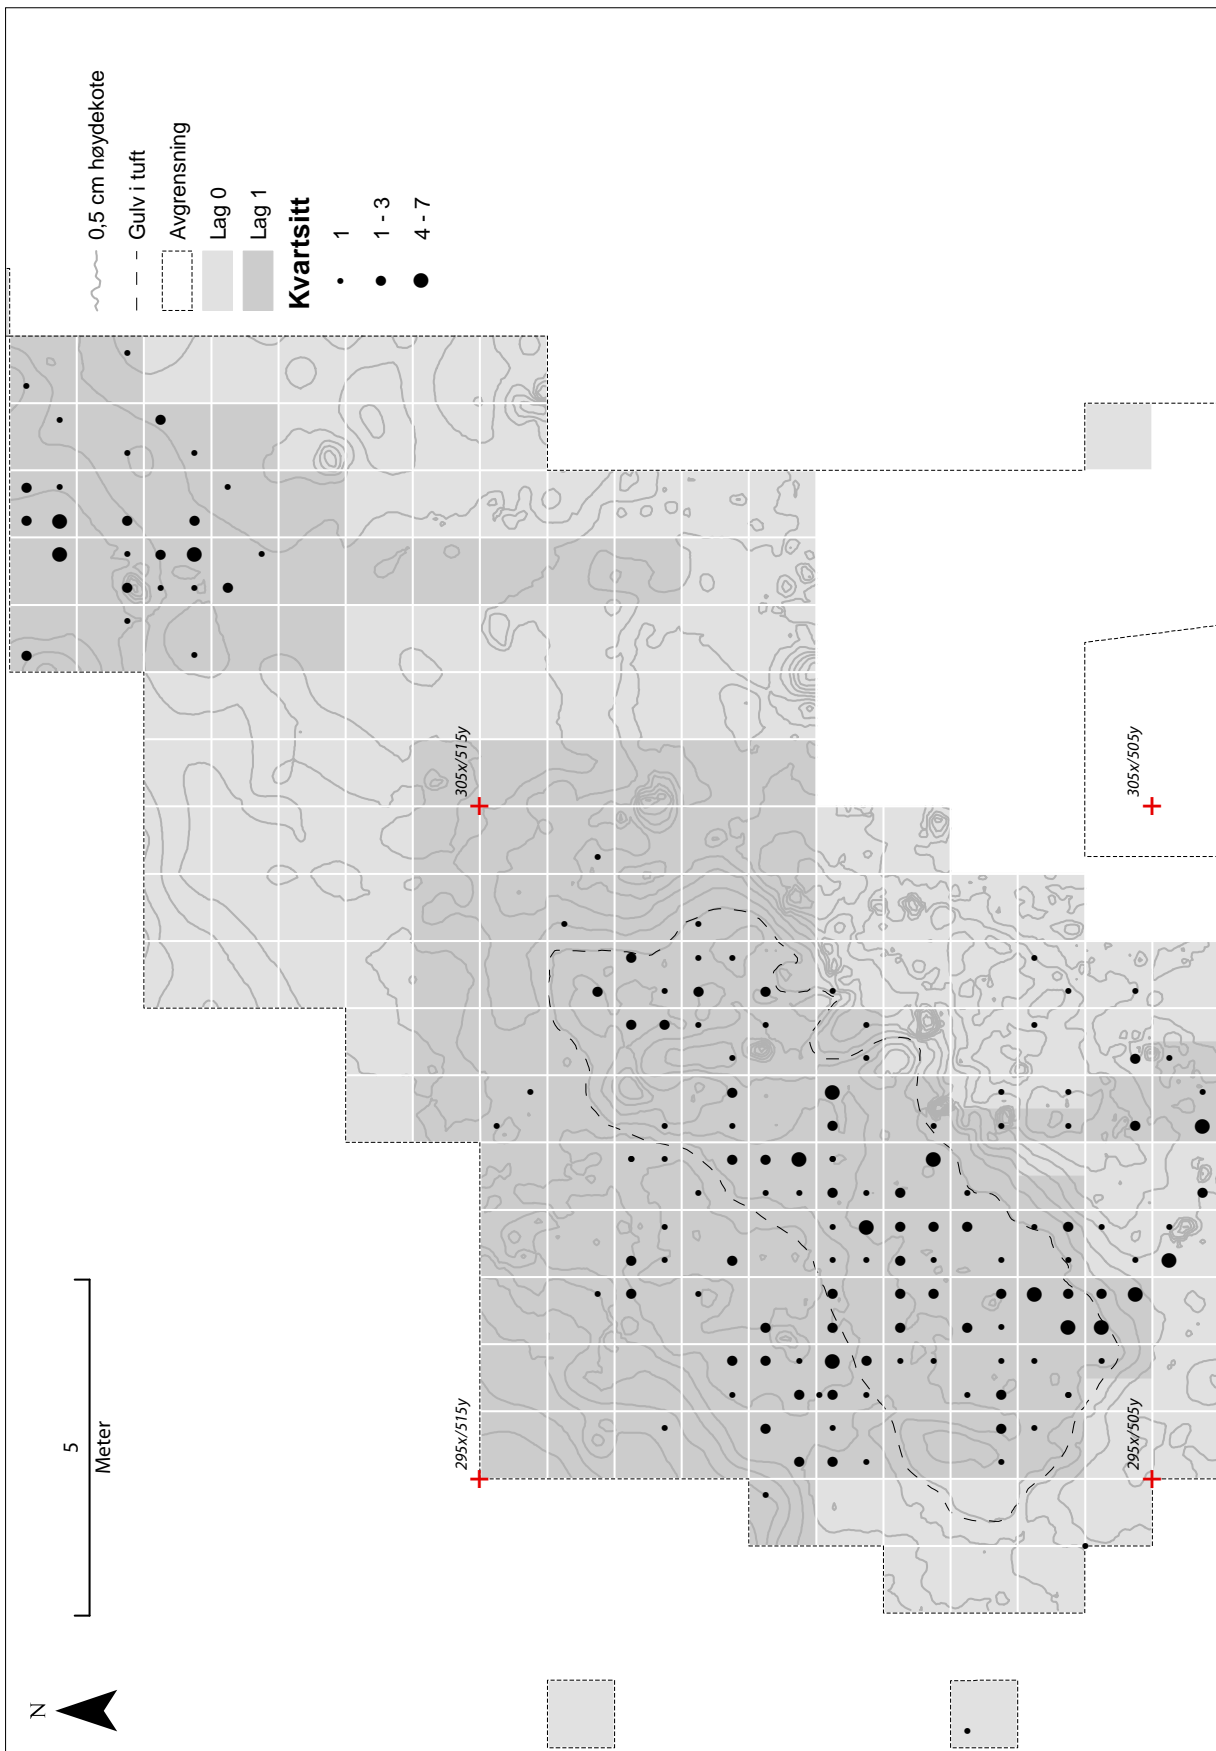 0,5 cm høydekote
Gulv i tuft
Avgrensning
Lag 0
Lag 1
Kvartsitt
1
1 - 3
4 - 7
305x/515y
305x/505y
295x/515y
295x/505y
5
Meter
N